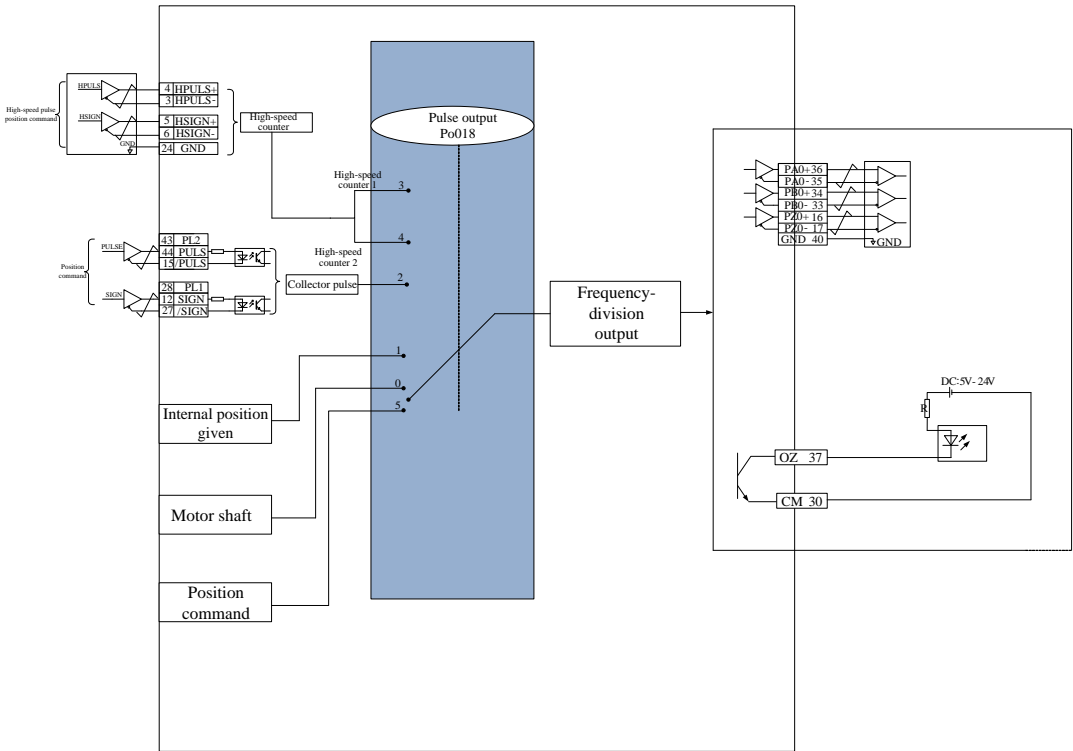 Pulse output
Po018
HPULS
4 HPULS+
3 HPULS-
High-speed pulse
position command
HSIGN
5 HSIGN+
6 HSIGN-
GND
24 GND
High-speed
counter
High-speed
counter 1
3
4
High-speed
counter 2
2
PULSE
43 PL2
44 PULS
15 /PULS
Position
command
28 PL1
SIGN
12 SIGN
27 /SIGN
Collector pulse
1
0
5
Internal position
given
Motor shaft
Position
command
Frequency-
division
output
PA0+ 36
PA0- 35
PB0+ 34
PB0- 33
PZ0+ 16
PZ0- 17
GND 40
GND
DC:5V-24V
R
OZ 37
CM 30